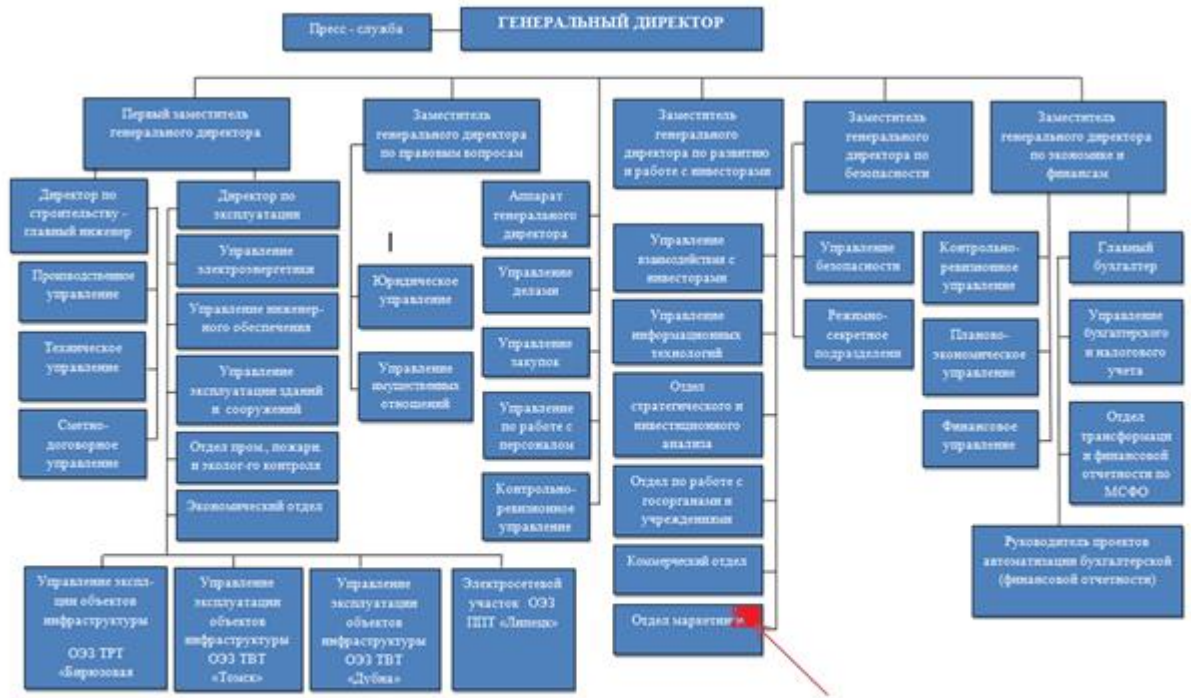 Пресс - служба
ГЕНЕРАЛЬНЫЙ ДИРЕКТОР
Первый заместитель
генерального директора
Заместитель
генерального директора
по правовым вопросам
Заместитель
генерального
директора по развитию
и работе с инвесторами
Заместитель
генерального
директора по
безопасности
Заместитель
генерального директора
по экономике и
финансам
Директор по
строительству -
главный инженер
Производственное
управление
Техническое
управление
Сметно-
договорное
управление
Директор по
эксплуатации
Управление
электроэнергетики
Управление инженер-
ного обеспечения
Управление
эксплуатации зданий
и сооружений
Отдел пром., пожарн.
и эколог-го контроля
Экономический отдел
Юридическое
управление
Управление
имущественных
отношений
Аппарат
генерального
директора
Управление
делами
Управление
закупок
Управление
по работе с
персоналом
Контрольно-
ревизионное
управление
Управление
взаимодействия с
инвесторами
Управление
информационных
технологий
Отдел
стратегического и
инвестиционного
анализа
Отдел по работе с
госорганами и
учреждениями
Коммерческий отдел
Отдел
Управление
безопасности
Режимно-
секретное
подразделени
Контрольно-
ревизионное
управление
Планово-
экономическое
управление
Финансовое
управление
Главный
бухгалтер
Управление
бухгалтерского
и налогового
учета
Отдел
трансформаци
и финансовой
отчетности по
МСФО
Руководитель проектов
автоматизации бухгалтерской
(финансовой отчетности)
Управление экспл-
ции объектов
инфраструктуры
ОЭЗ ТРТ
«Бирюзовая
Управление
эксплуатации
объектов
инфраструктуры
ОЭЗ ТВТ
«Томск»
Управление
эксплуатации
объектов
инфраструктуры
ОЭЗ ТВТ
«Дубна»
Электросетевой
участок ОЭЗ
ППТ «Липецк»